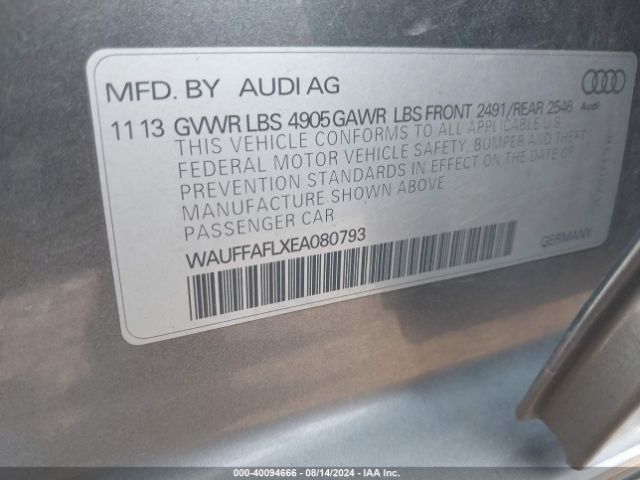 MFD. BY AUDI AG
11 13 GVWR LBS 4905 GAWR LBS FRONT 2491/REAR 2546
Audi
THIS VEHICLE CONFORMS TO ALL APPLICABLE U.S.
FEDERAL MOTOR VEHICLE SAFETY, BUMPER AND THEFT
PREVENTION STANDARDS IN EFFECT ON THE DATE OF
MANUFACTURE SHOWN ABOVE
PASSENGER CAR
WAUFFAFLXEA080793
GERMANY
000-40094666 - 08/14/2024 - IAA Inc.